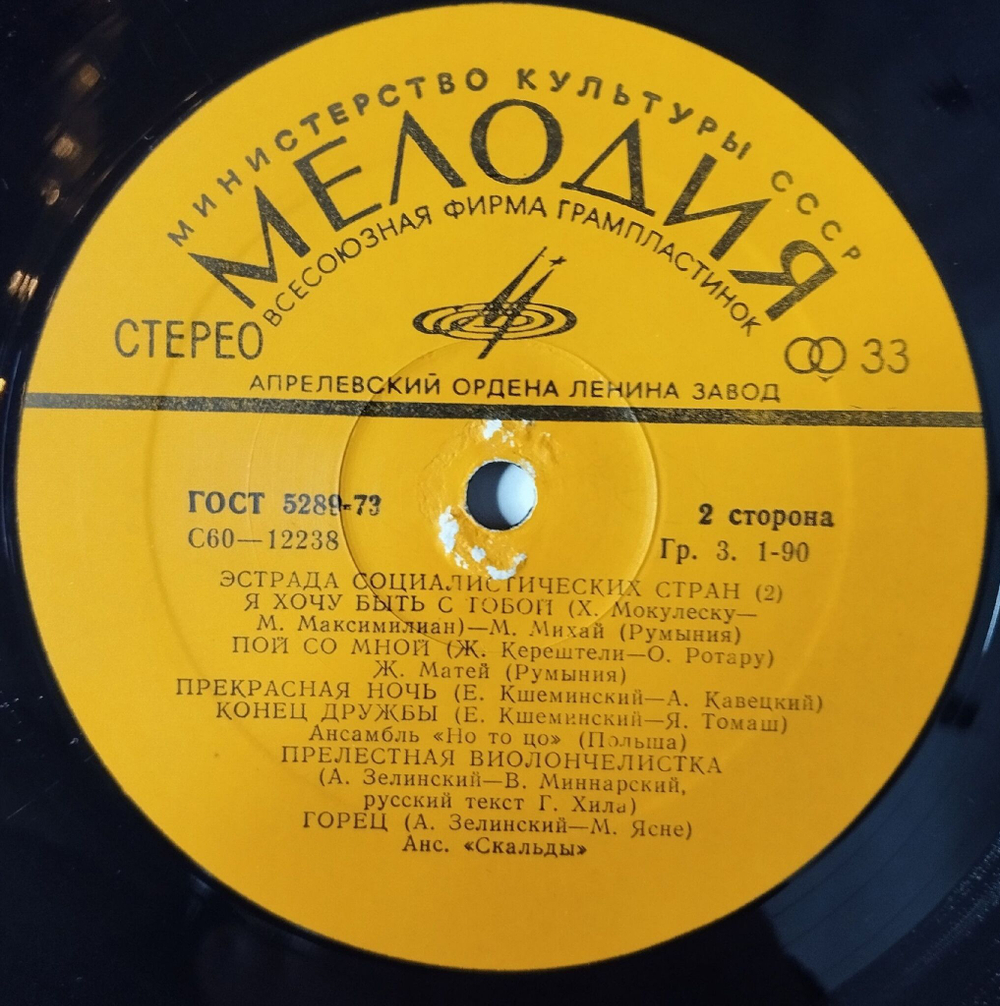 МИНИСТЕРСТВО КУЛЬТУРЫ СССР
МЕЛОДИЯ
ВСЕСОЮЗНАЯ ФИРМА ГРАМПЛАСТИНОК
СТЕРЕО
33
АПРЕЛЕВСКИЙ ОРДЕНА ЛЕНИНА ЗАВОД
ГОСТ 5289-73
2 сторона
С60—12238
Гр. 3. 1-90
ЭСТРАДА СОЦИАЛИСТИЧЕСКИХ СТРАН (2)
Я ХОЧУ БЫТЬ С ТОБОЙ (Х. Мокулеску—
М. Максимилиан)—М. Михай (Румыния)
ПОЙ СО МНОЙ (Ж. Керештели—О. Ротару)
Ж. Матей (Румыния)
ПРЕКРАСНАЯ НОЧЬ (Е. Кшеминский—А. Кавецкий)
КОНЕЦ ДРУЖБЫ (Е. Кшеминский—Я. Томаш)
Ансамбль «Но то цо» (Польша)
ПРЕЛЕСТНАЯ ВИОЛОНЧЕЛИСТКА
(А. Зелинский—В. Миннарский,
русский текст Г. Хила)
ГОРЕЦ (А. Зелинский—М. Ясне)
Анс. «Скальды»